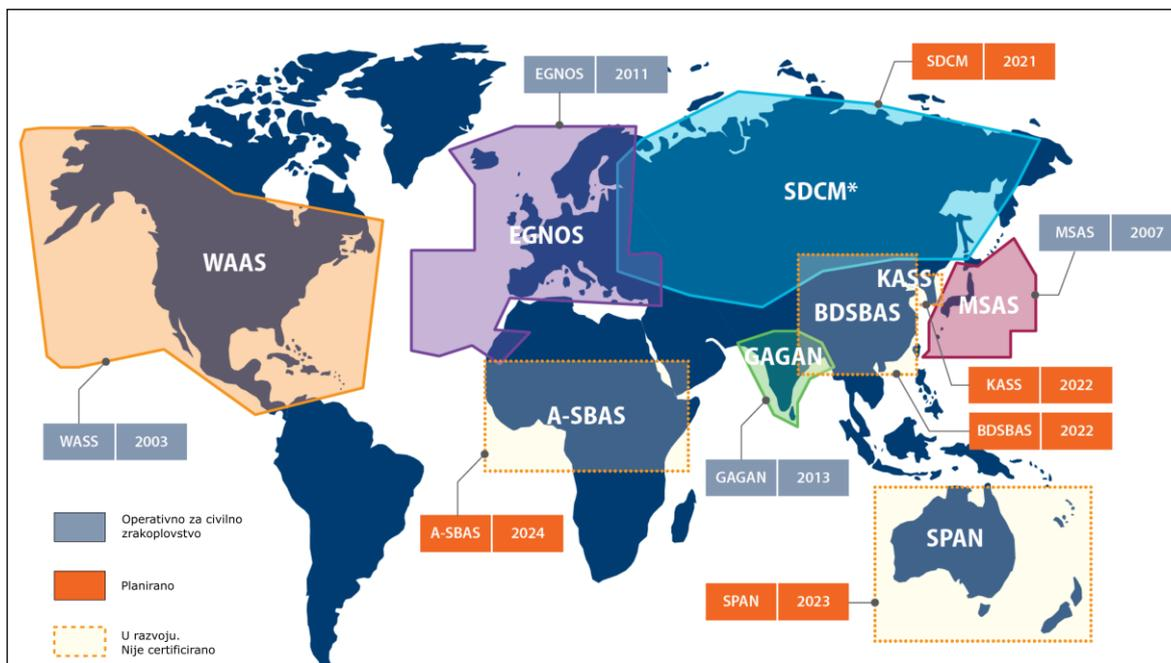 EGNOS 2011
SDCM 2021
SDCM*
MSAS 2007
EGNOS
WAAS
KASS
MSAS
BDSBAS
GAGAN
KASS 2022
A-SBAS
BDSBAS 2022
WASS 2003
GAGAN 2013
A-SBAS 2024
SPAN
SPAN 2023
Operativno za civilno
zrakoplovstvo
Planirano
U razvoju.
Nije certificirano